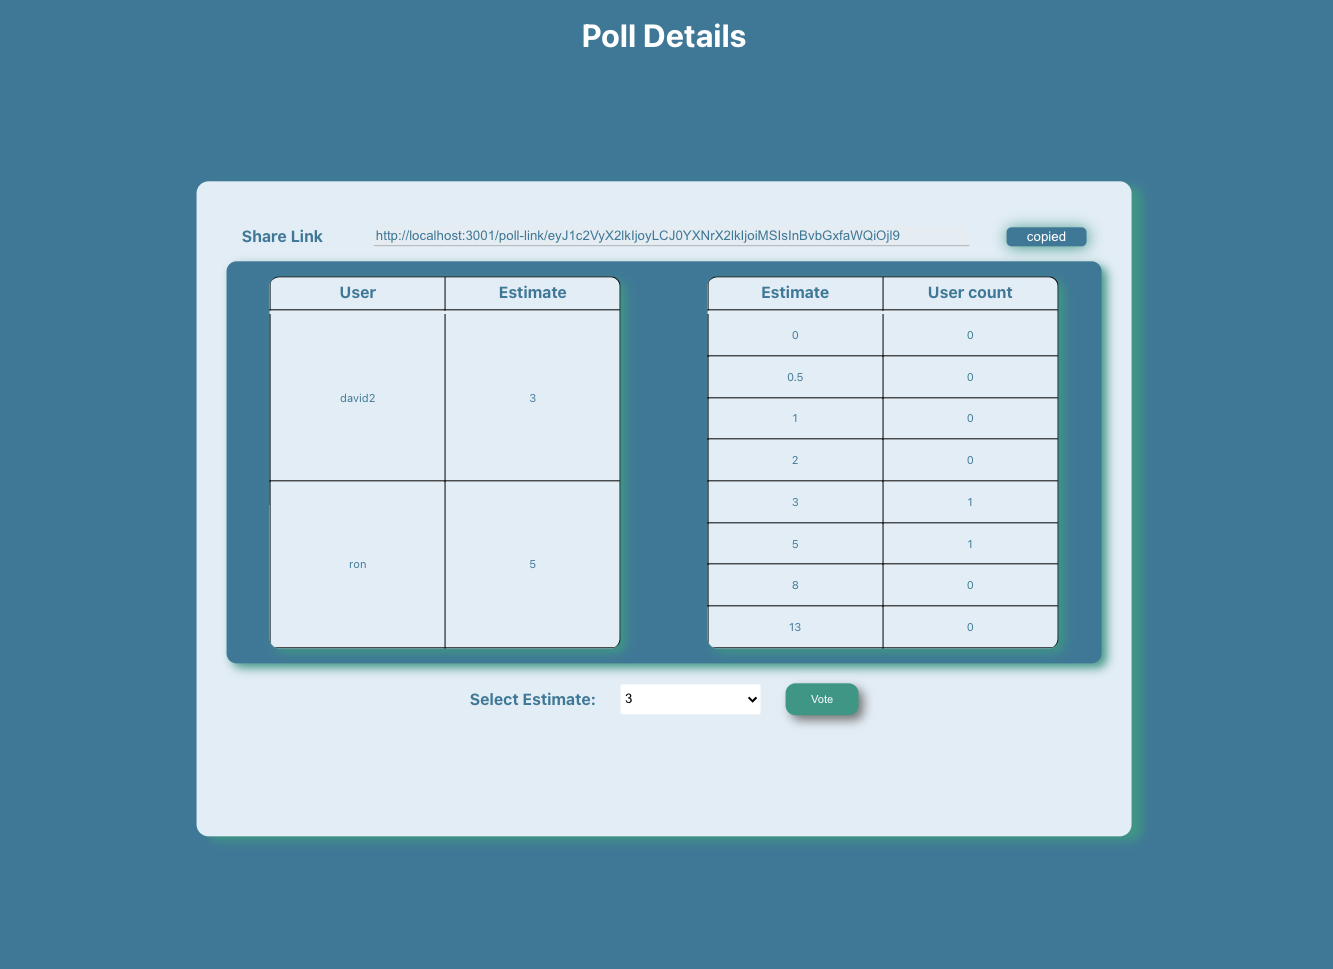 Poll Details
Share Link http://localhost:3001/poll-link/eyJ1c2VyX2lkIjoyLCJ0YXNrX2lkIjoiMSIsInBvbGxfaWQiOjI9 copied
User Estimate
david2 3
ron 5
Estimate User count
0 0
0.5 0
1 0
2 0
3 1
5 1
8 0
13 0
Select Estimate: 3 Vote